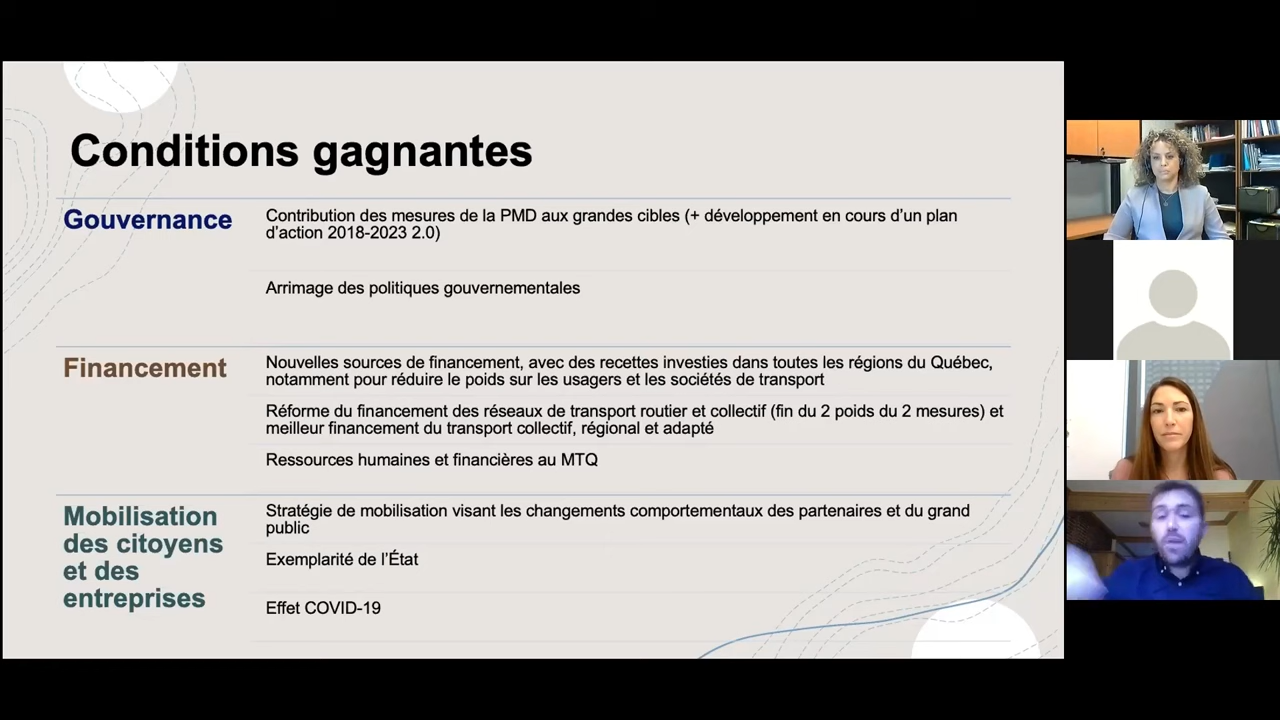 Conditions gagnantes
Gouvernance
Contribution des mesures de la PMD aux grandes cibles (+ développement en cours d'un plan
d'action 2018-2023 2.0)
Arrimage des politiques gouvernementales
Financement
Nouvelles sources de financement, avec des recettes investies dans toutes les régions du Québec,
notamment pour réduire le poids sur les usagers et les sociétés de transport
Réforme du financement des réseaux de transport routier et collectif (fin du 2 poids du 2 mesures) et
meilleur financement du transport collectif, régional et adapté
Ressources humaines et financières au MTQ
Mobilisation
des citoyens
et des
entreprises
Stratégie de mobilisation visant les changements comportementaux des partenaires et du grand
public
Exemplarité de l'État
Effet COVID-19